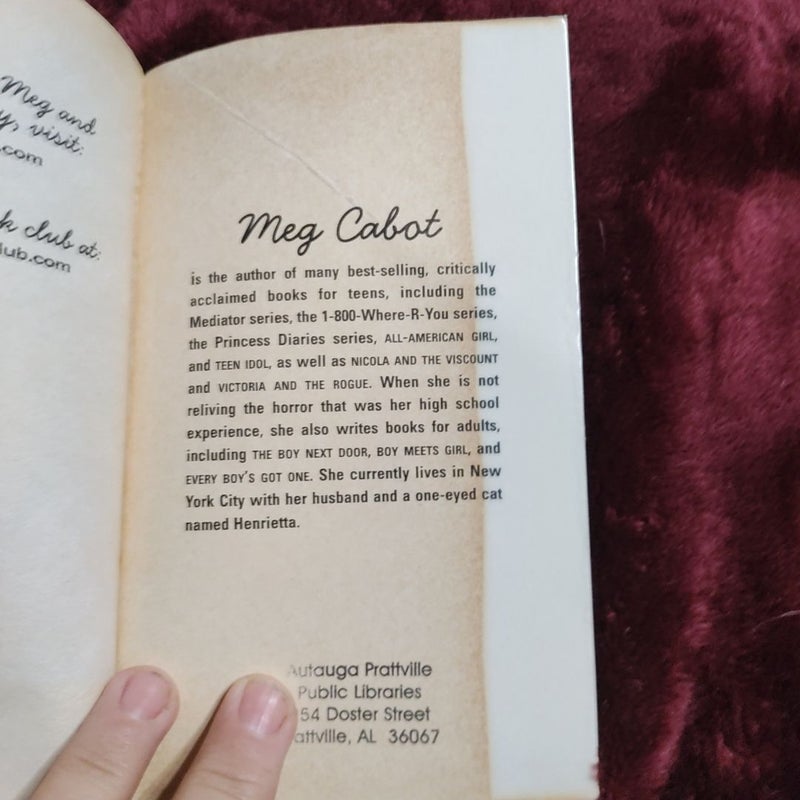 Meg and
visit:
.com
club at:
lub.com
Meg Cabot
is the author of many best-selling, critically
acclaimed books for teens, including the
Mediator series, the 1-800-Where-R-You series,
the Princess Diaries series, ALL-AMERICAN GIRL,
and TEEN IDOL, as well as NICOLA AND THE VISCOUNT
and VICTORIA AND THE ROGUE. When she is not
reliving the horror that was her high school
experience, she also writes books for adults,
including THE BOY NEXT DOOR, BOY MEETS GIRL, and
EVERY BOY'S GOT ONE. She currently lives in New
York City with her husband and a one-eyed cat
named Henrietta.
Autauga Prattville
Public Libraries
54 Doster Street
attville, AL 36067